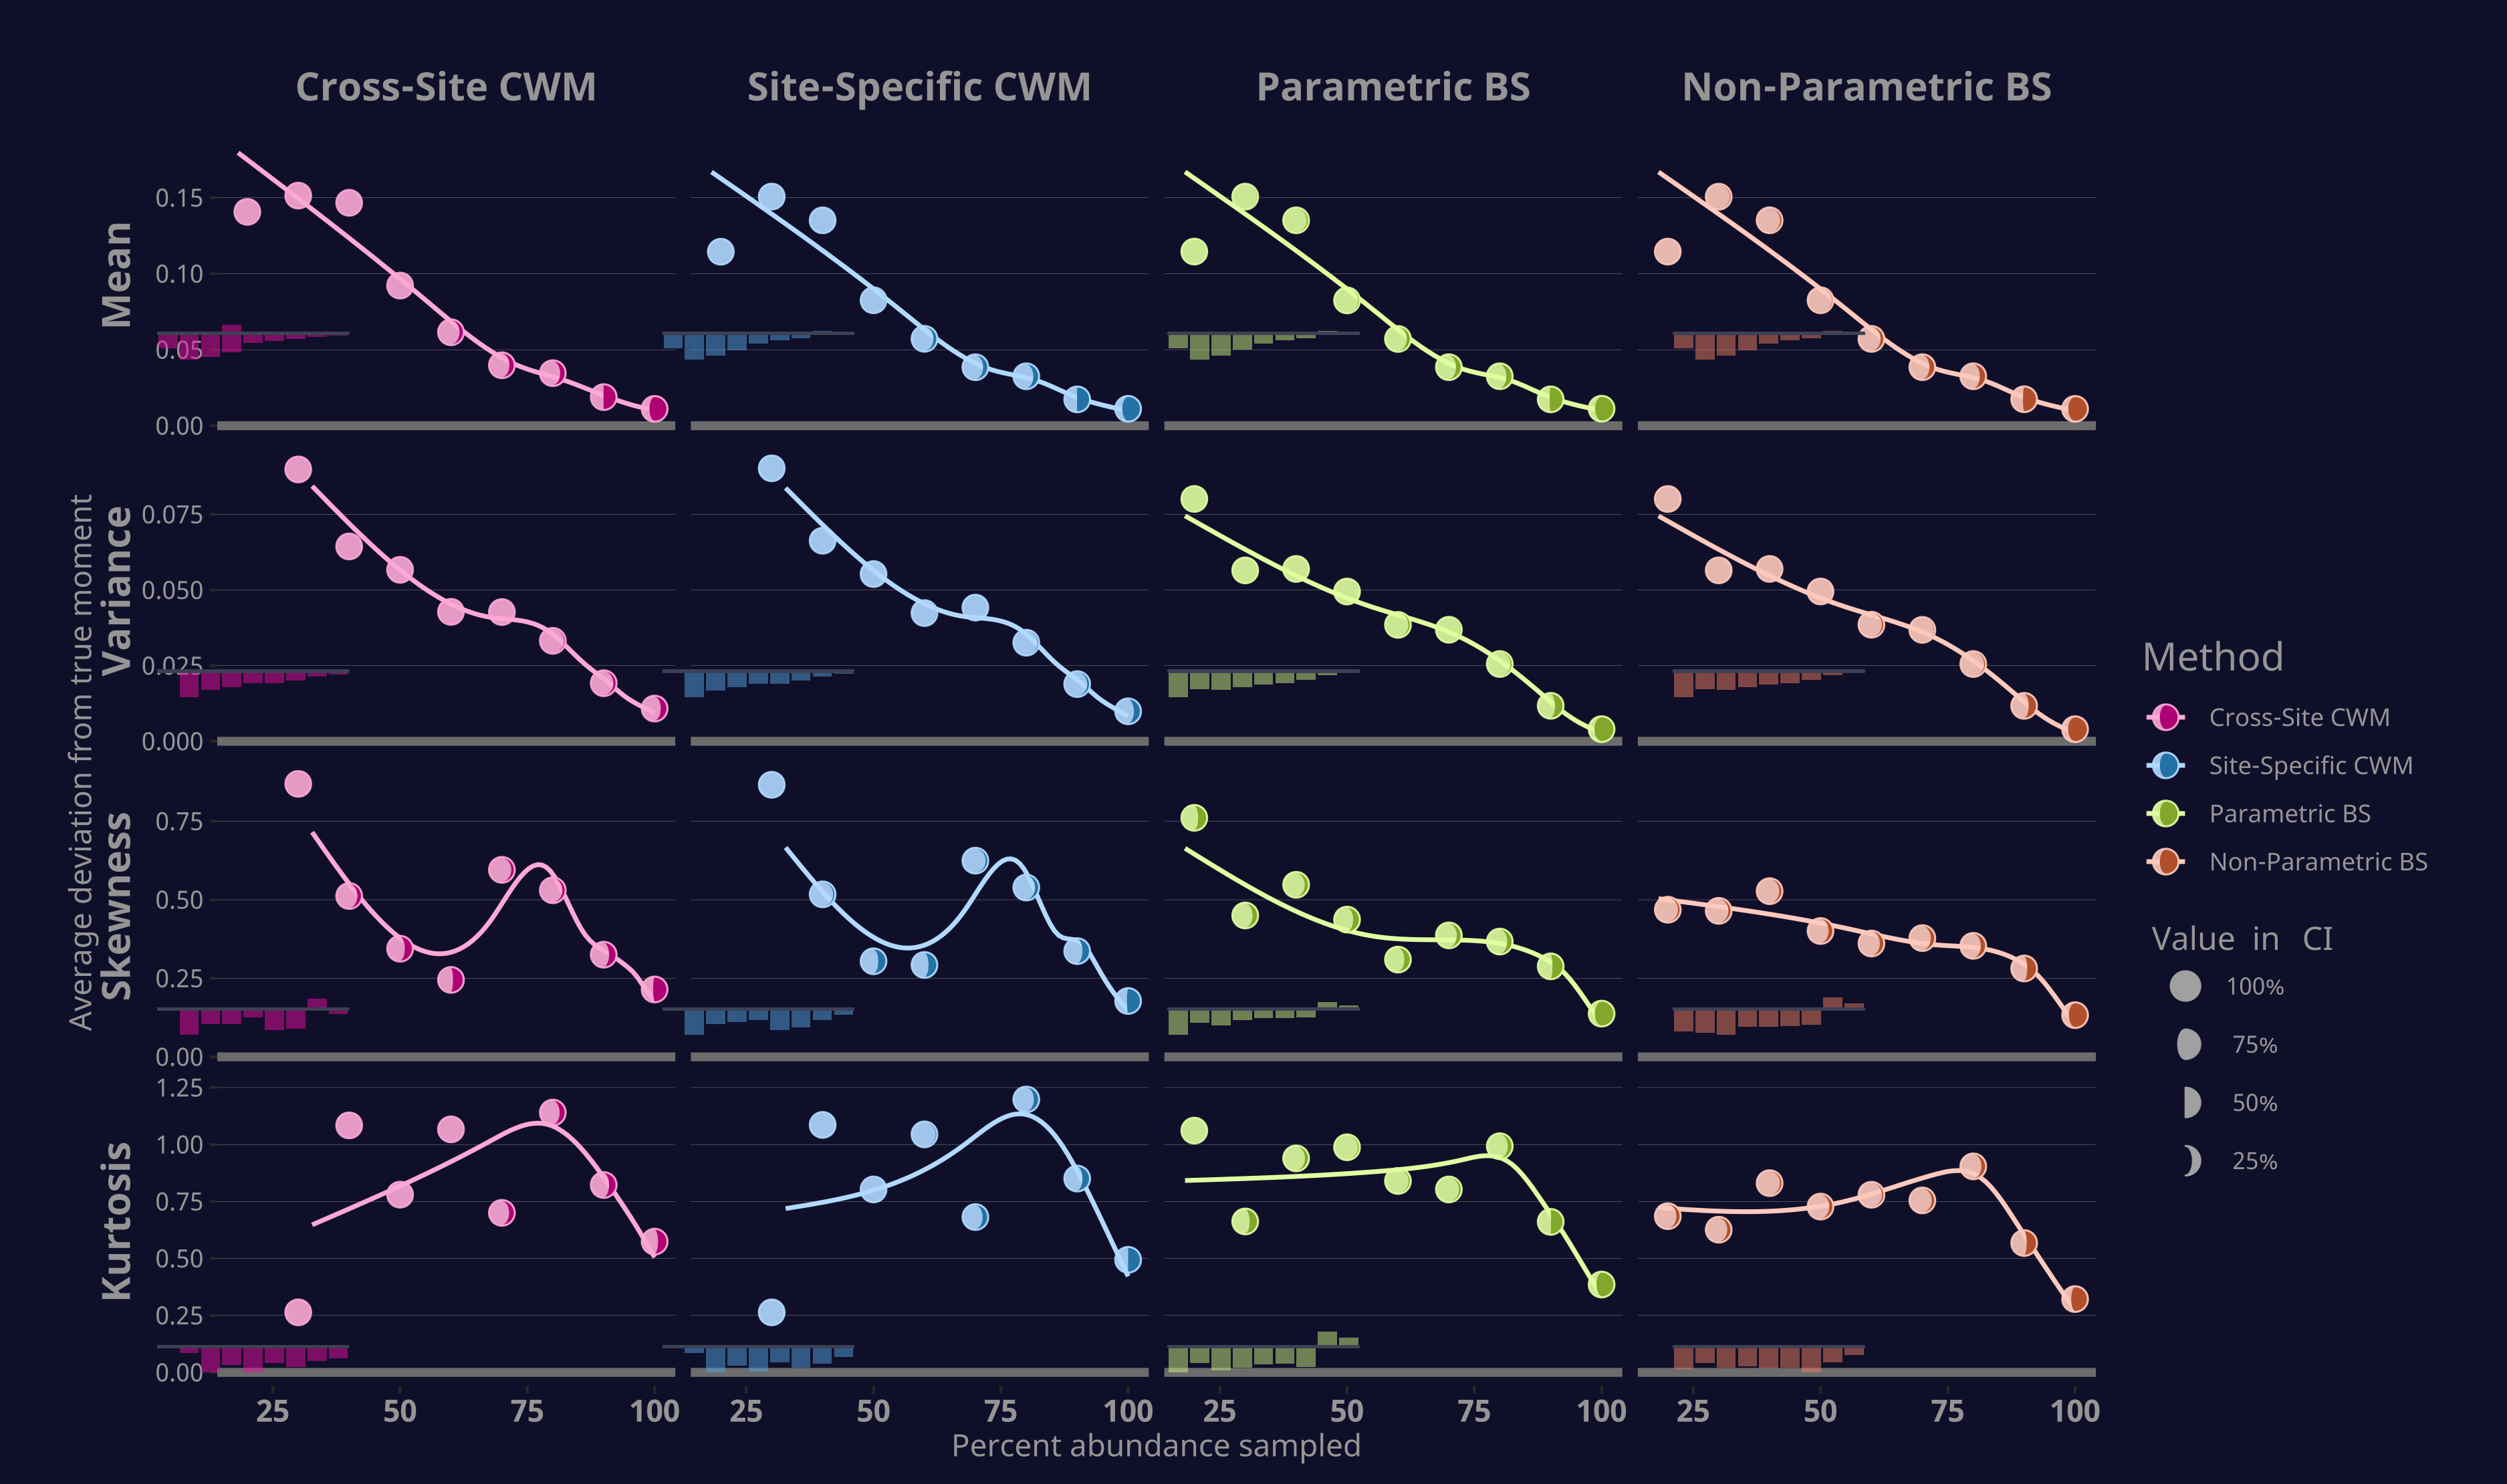 Cross-Site CWM
Site-Specific CWM
Parametric BS
Non-Parametric BS
Average deviation from true moment
Mean
0.15
0.10
0.05
0.00
Variance
0.075
0.050
0.025
0.000
Skewness
0.75
0.50
0.25
0.00
Kurtosis
1.25
1.00
0.75
0.50
0.25
0.00
25 50 75 100
25 50 75 100
25 50 75 100
25 50 75 100
Percent abundance sampled
Method
Cross-Site CWM
Site-Specific CWM
Parametric BS
Non-Parametric BS
Value in CI
100%
75%
50%
25%